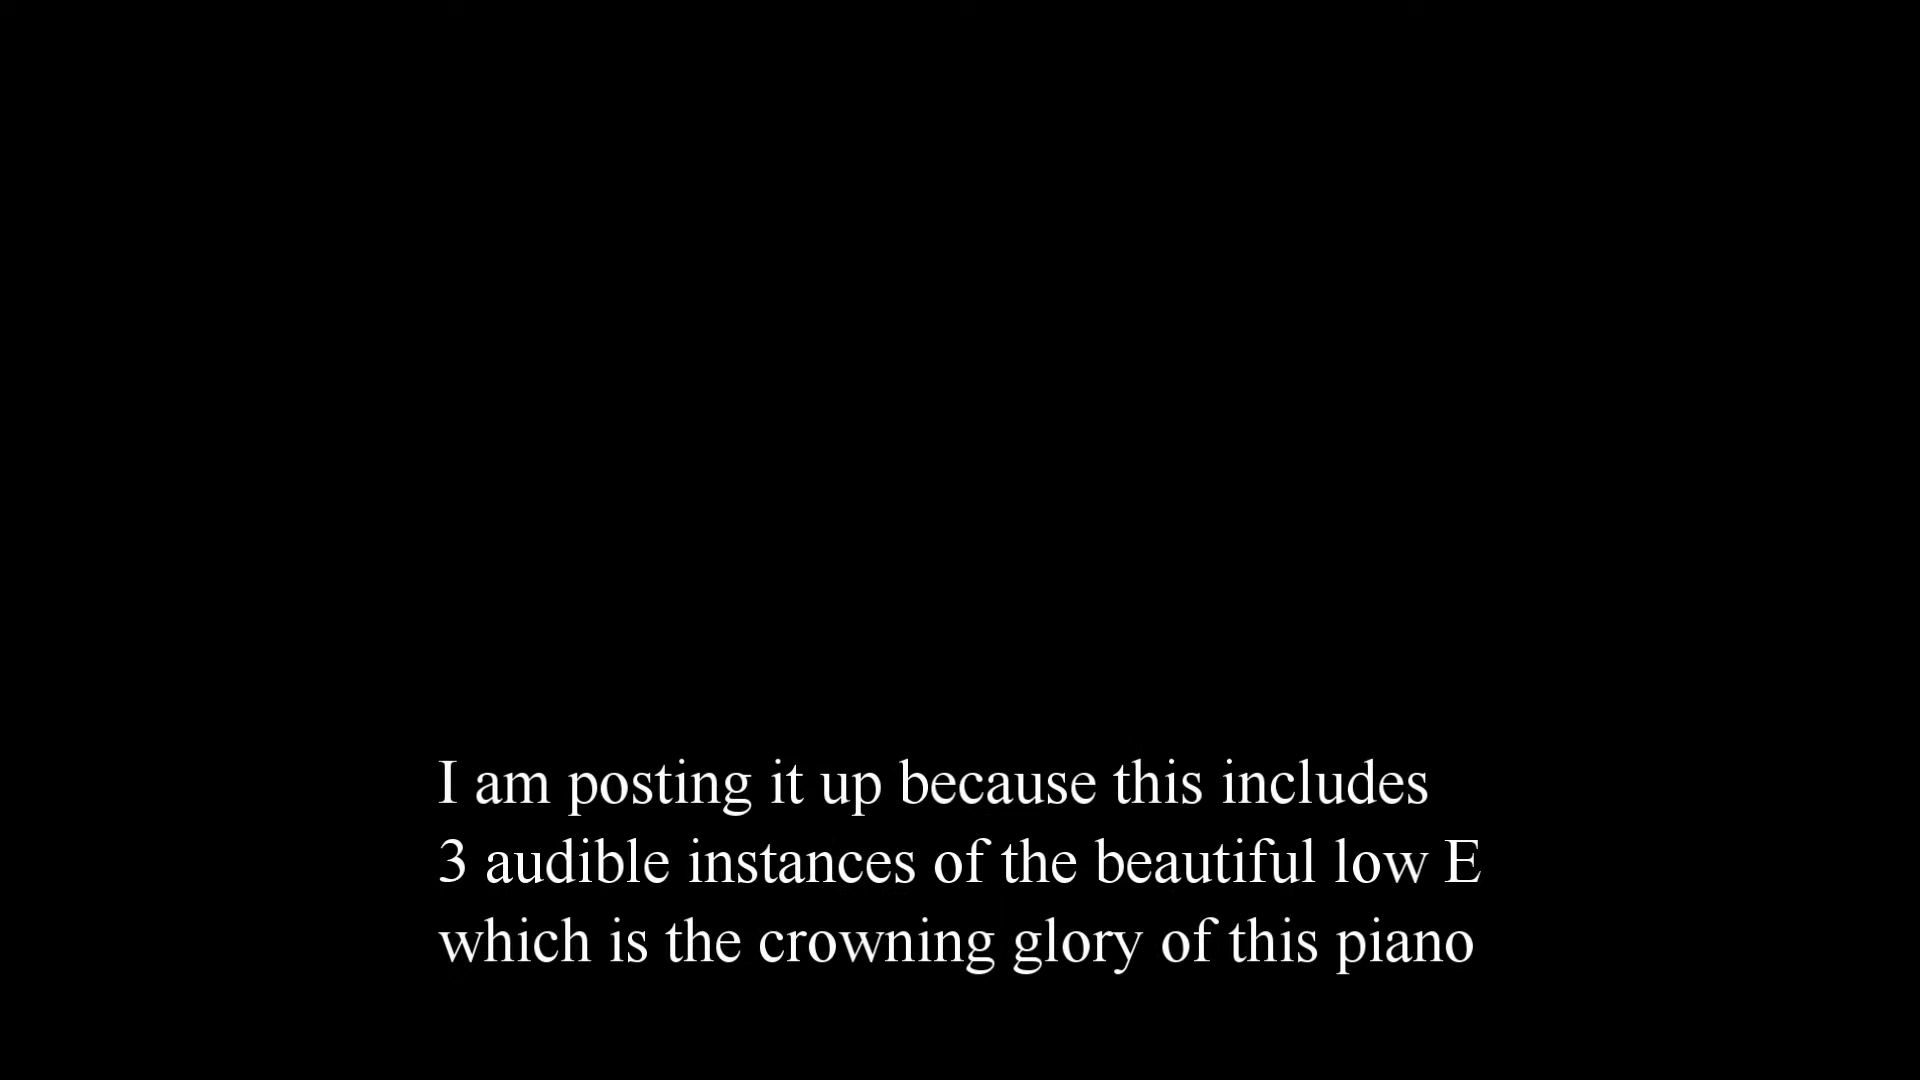 I am posting it up because this includes
3 audible instances of the beautiful low E
which is the crowning glory of this piano